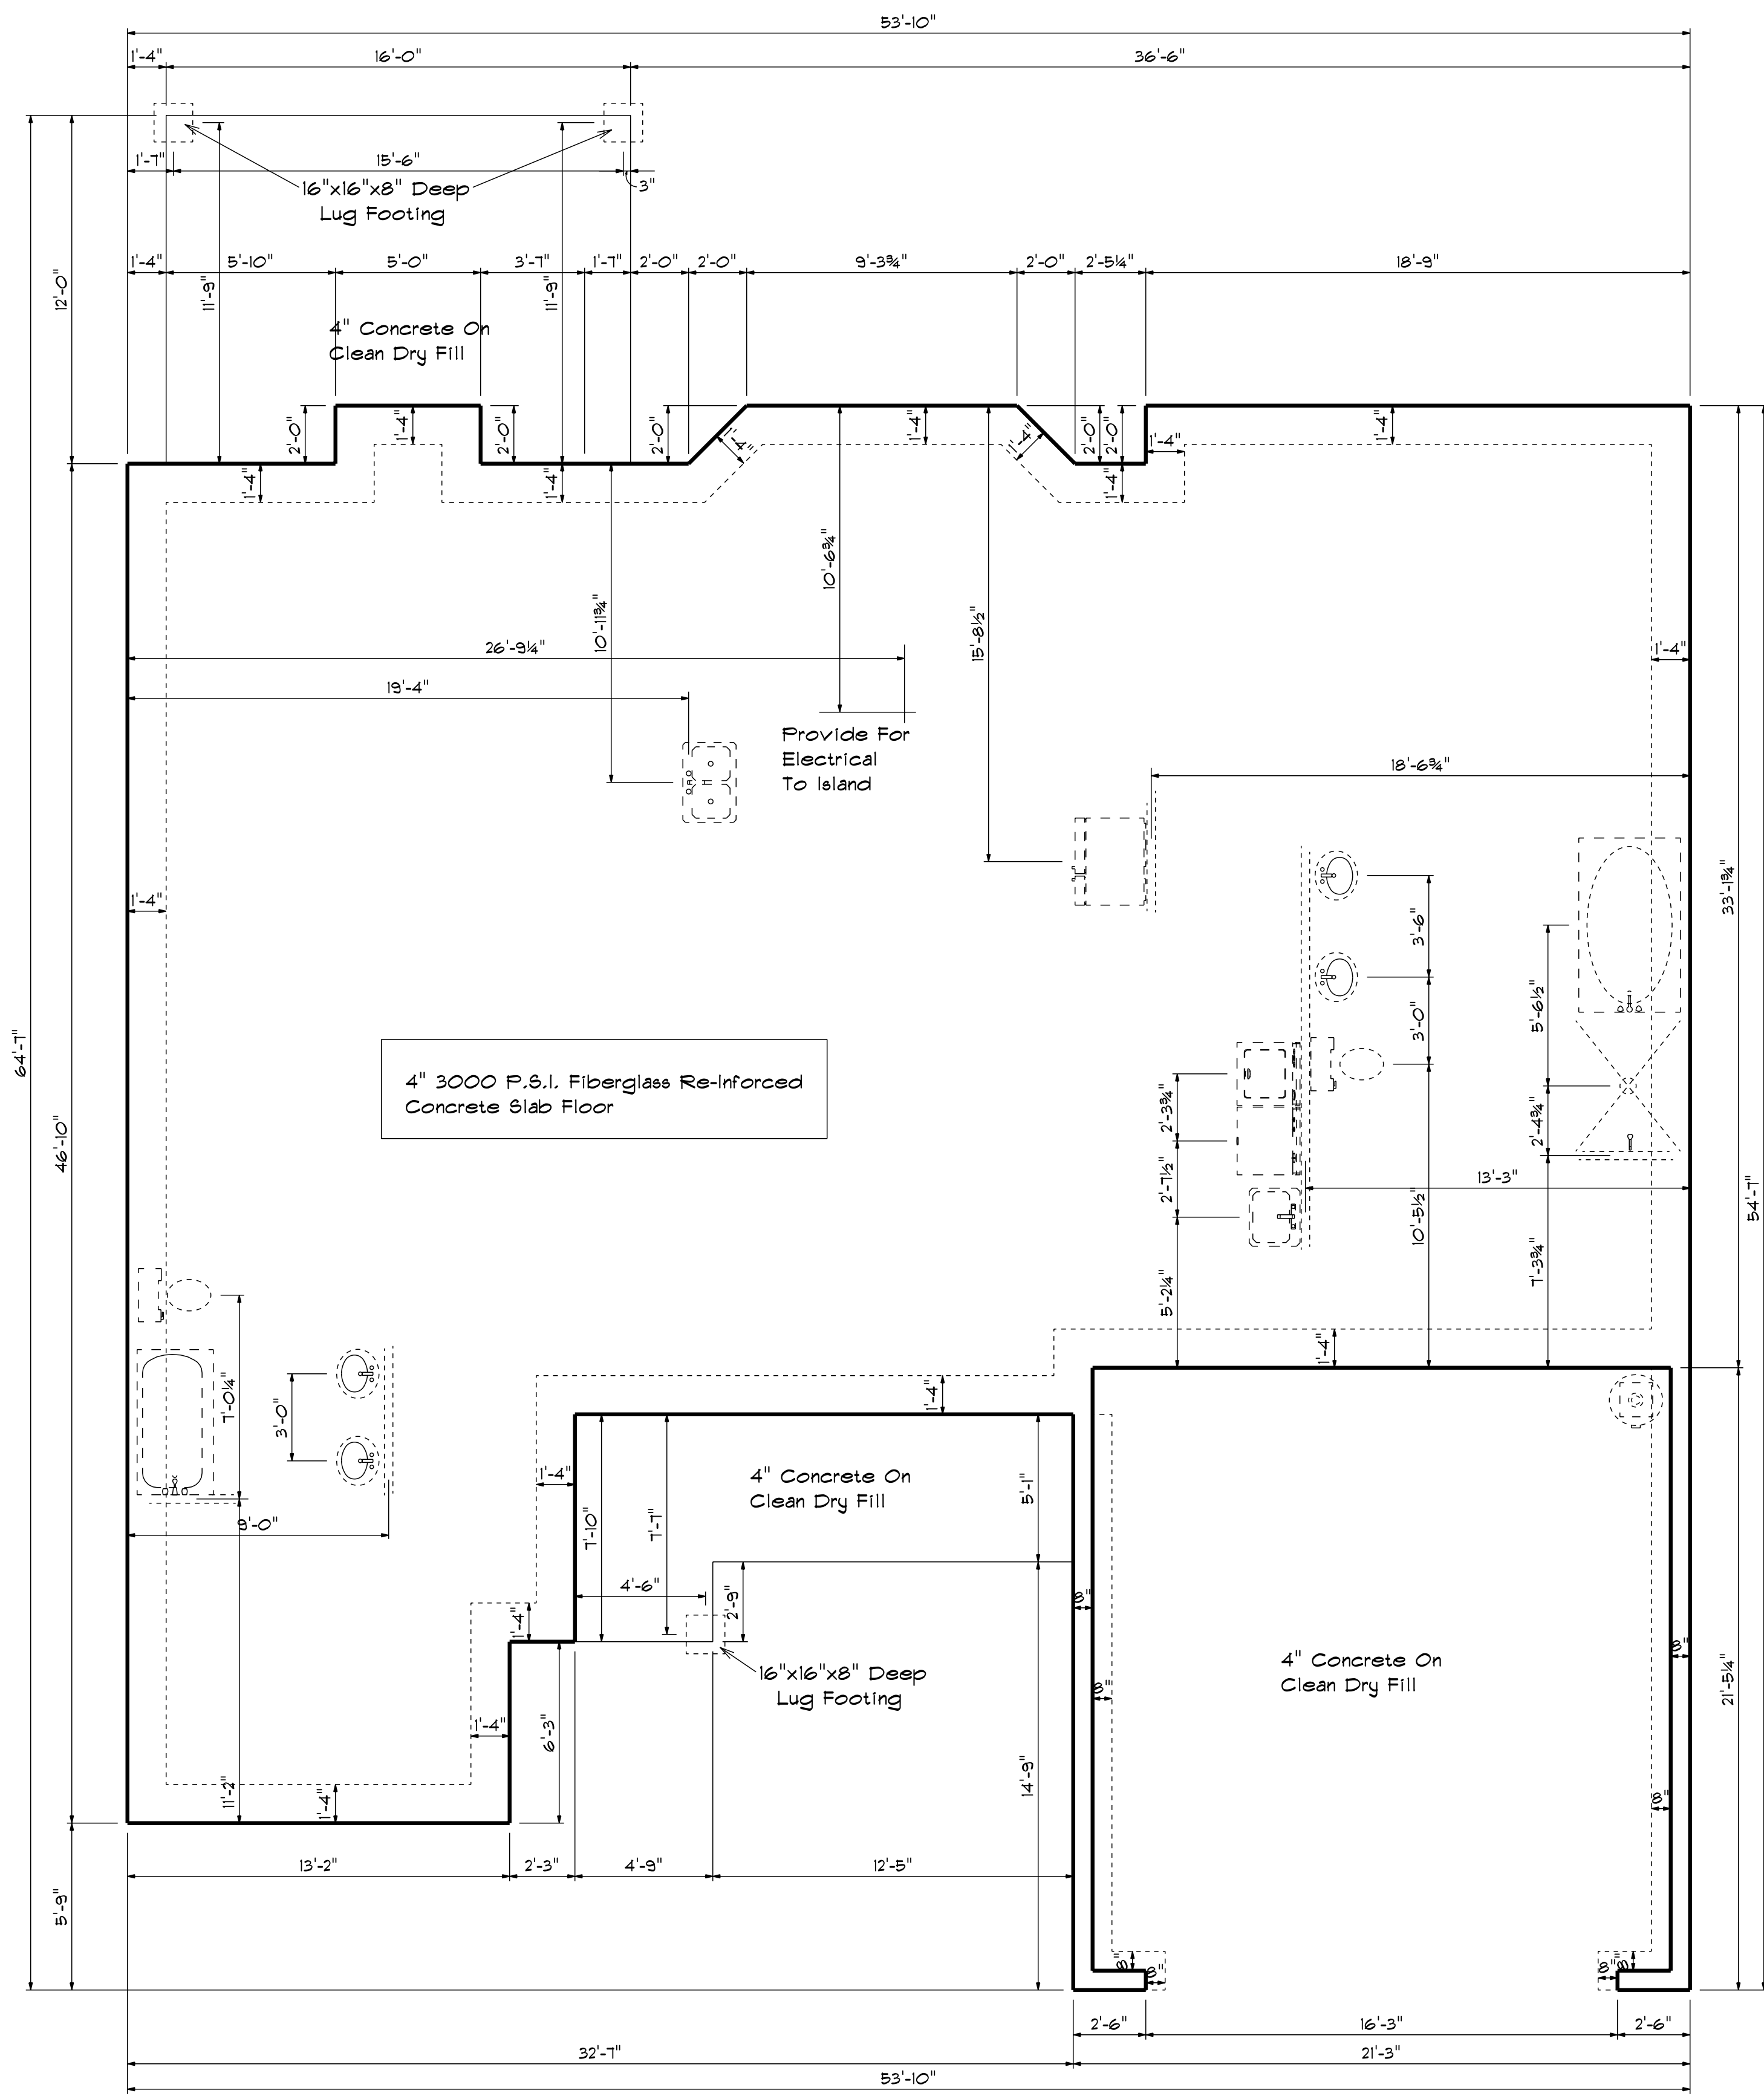 53'-10"
1'-4" 16'-0" 36'-6"
1'-7" 15'-6" 3"
16"x16"x8" Deep
Lug Footing
12'-0"
1'-4" 5'-10" 5'-0" 3'-7" 1'-7" 2'-0" 2'-0" 9'-3¾" 2'-0" 2'-5¼" 18'-9"
11'-9" 11'-9"
4" Concrete On
Clean Dry Fill
2'-0" 1'-4" 2'-0" 2'-0" 1'-4" 1'-4" 1'-4" 2'-0" 2'-0" 1'-4" 1'-4"
1'-4" 1'-4" 1'-4"
10'-11¾" 10'-6¾" 15'-8½"
26'-9¼" 1'-4"
19'-4"
Provide For
Electrical
To Island
18'-6¾"
1'-4" 33'-1¾"
3'-6"
3'-0" 5'-6½"
64'-7" 46'-10"
4" 3000 P.S.I. Fiberglass Re-Inforced
Concrete Slab Floor
2'-3¾" 2'-4¾"
2'-7½" 13'-3"
10'-5½" 54'-7"
5'-2¼" 7'-3¾"
1'-4"
7'-0¼" 3'-0" 1'-4"
1'-4"
4" Concrete On
Clean Dry Fill
5'-1"
9'-0" 7'-10" 7'-7"
4'-6" 2'-9" 8"
1'-4"
16"x16"x8" Deep
Lug Footing
4" Concrete On
Clean Dry Fill
8" 8" 21'-5¼"
1'-4" 6'-3"
11'-2" 1'-4" 14'-9" 8"
13'-2" 2'-3" 4'-9" 12'-5"
5'-9"
8" 8" 8" 8"
2'-6" 16'-3" 2'-6"
32'-7" 21'-3"
53'-10"